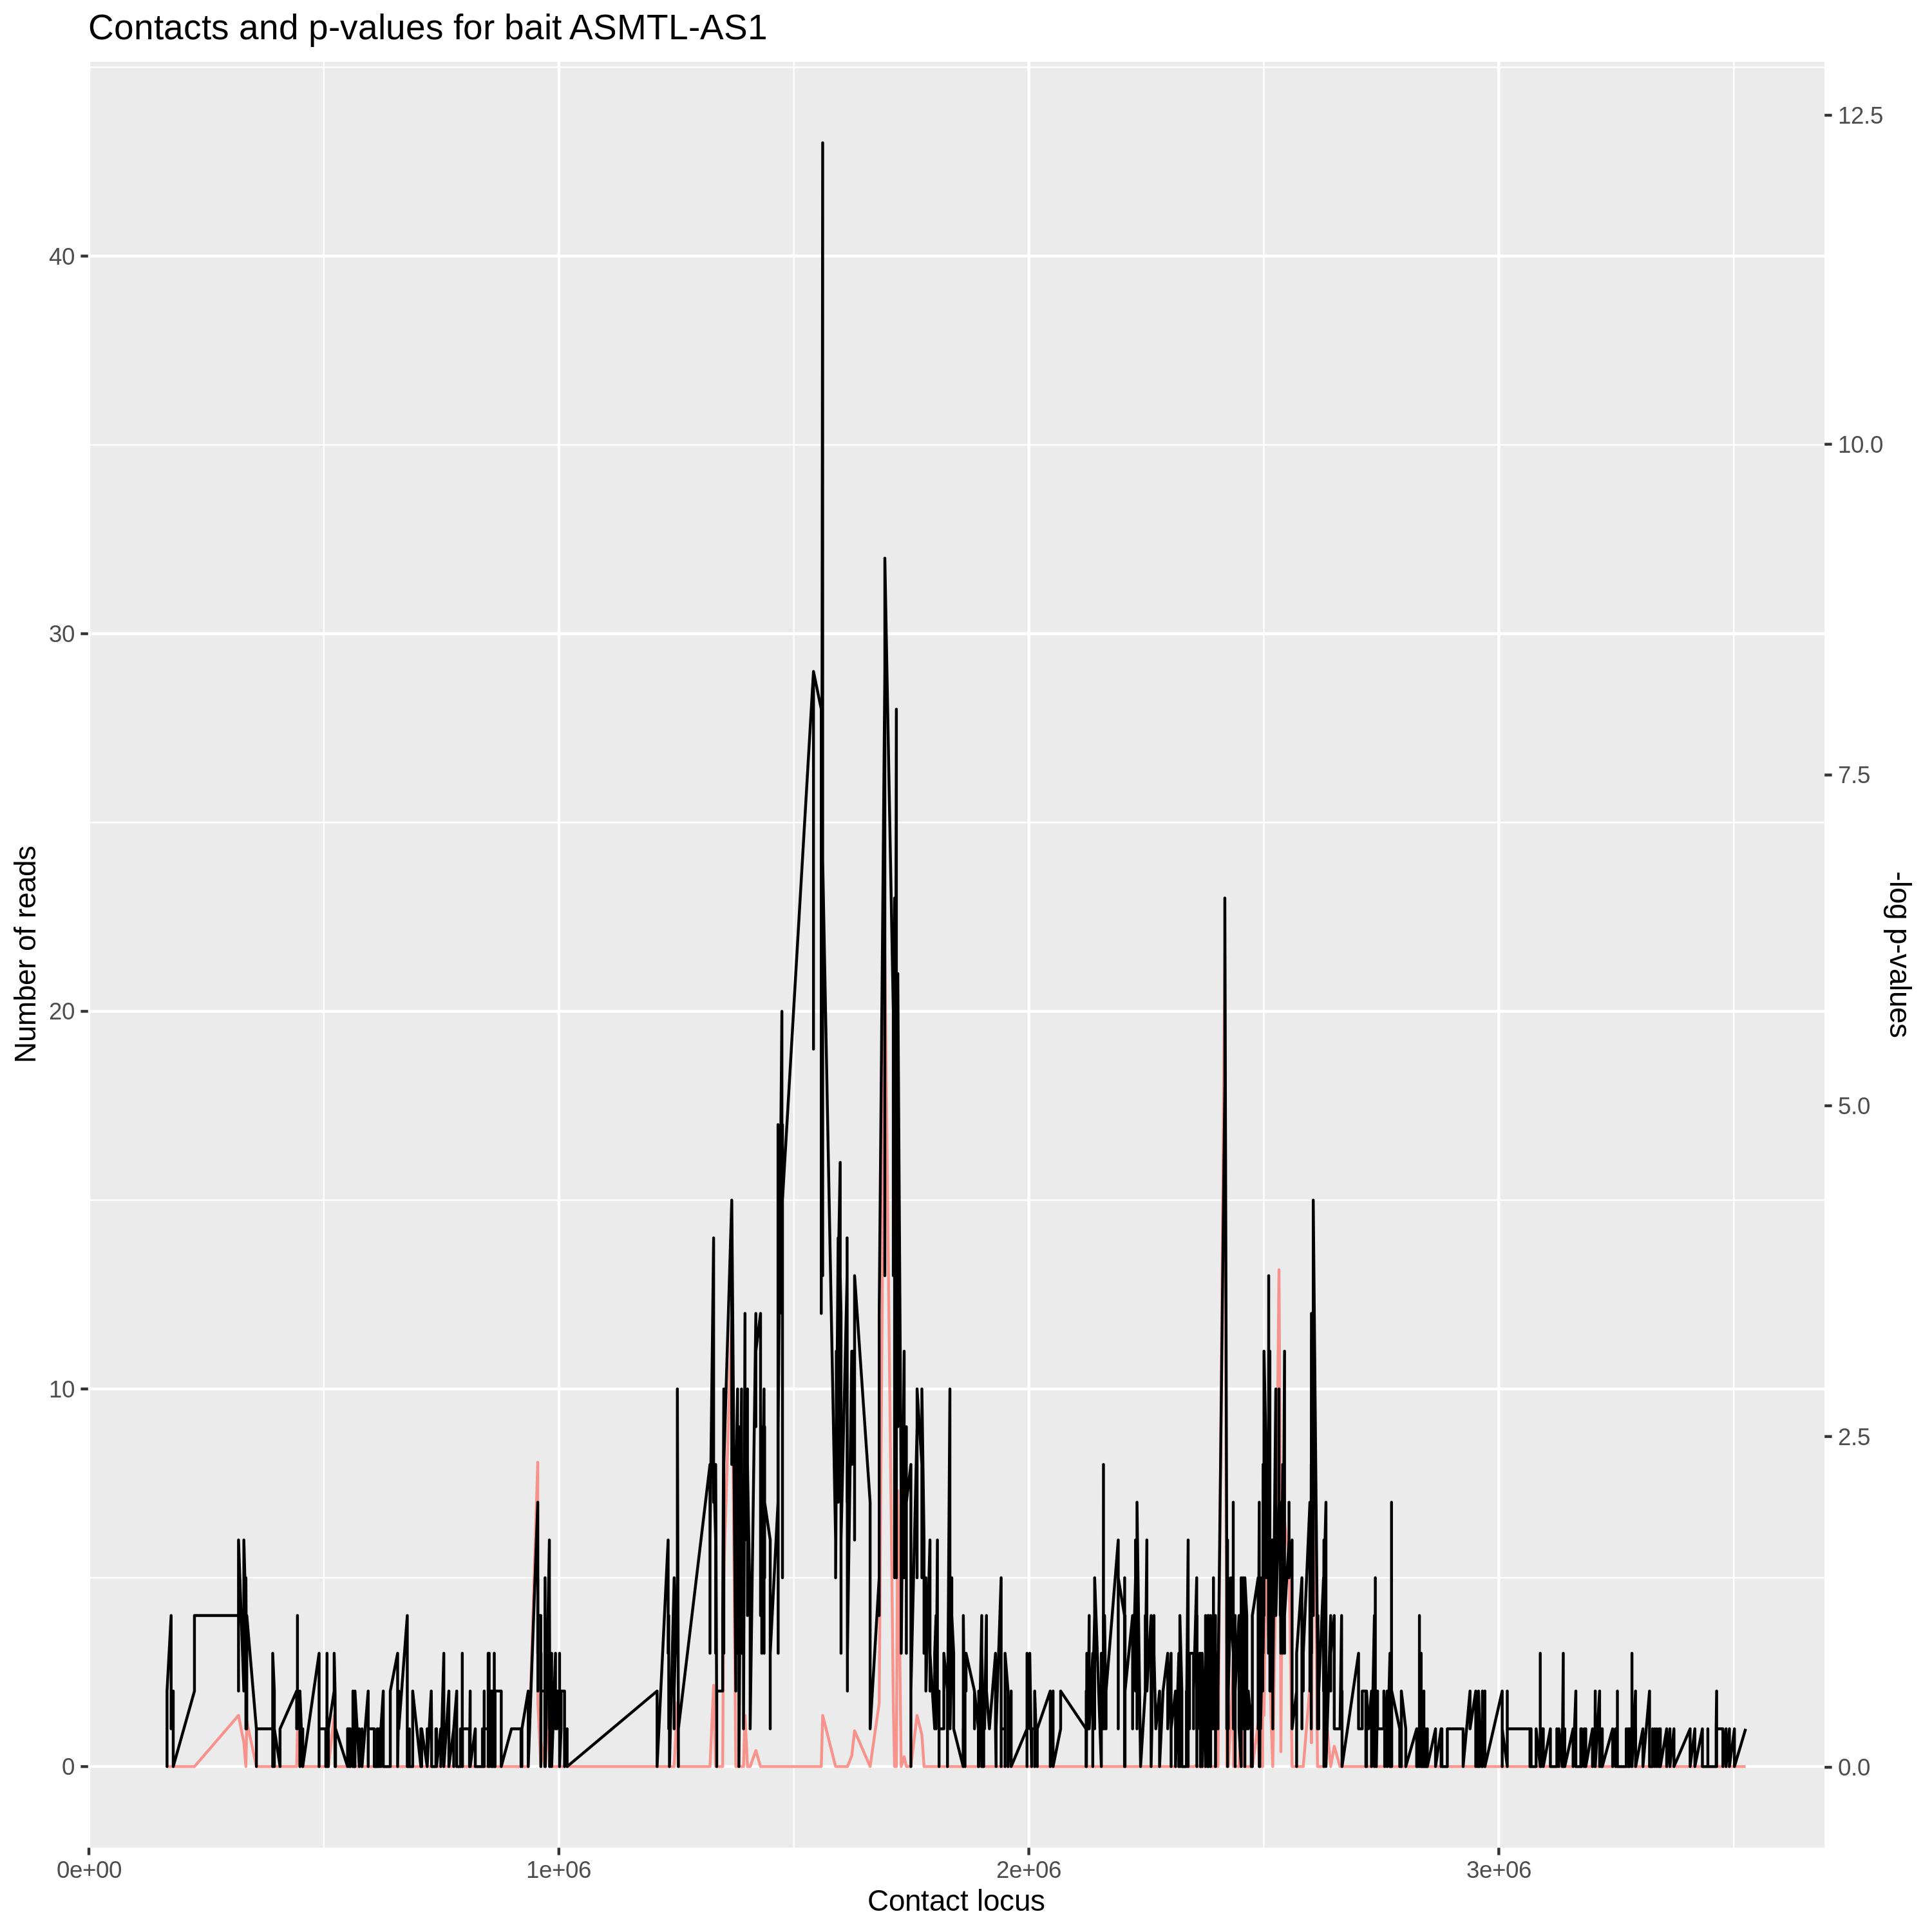 Contacts and p-values for bait ASMTL-AS1
Number of reads
40
30
20
10
0
12.5
10.0
7.5
5.0
2.5
0.0
-log p-values
0e+00
1e+06
2e+06
3e+06
Contact locus